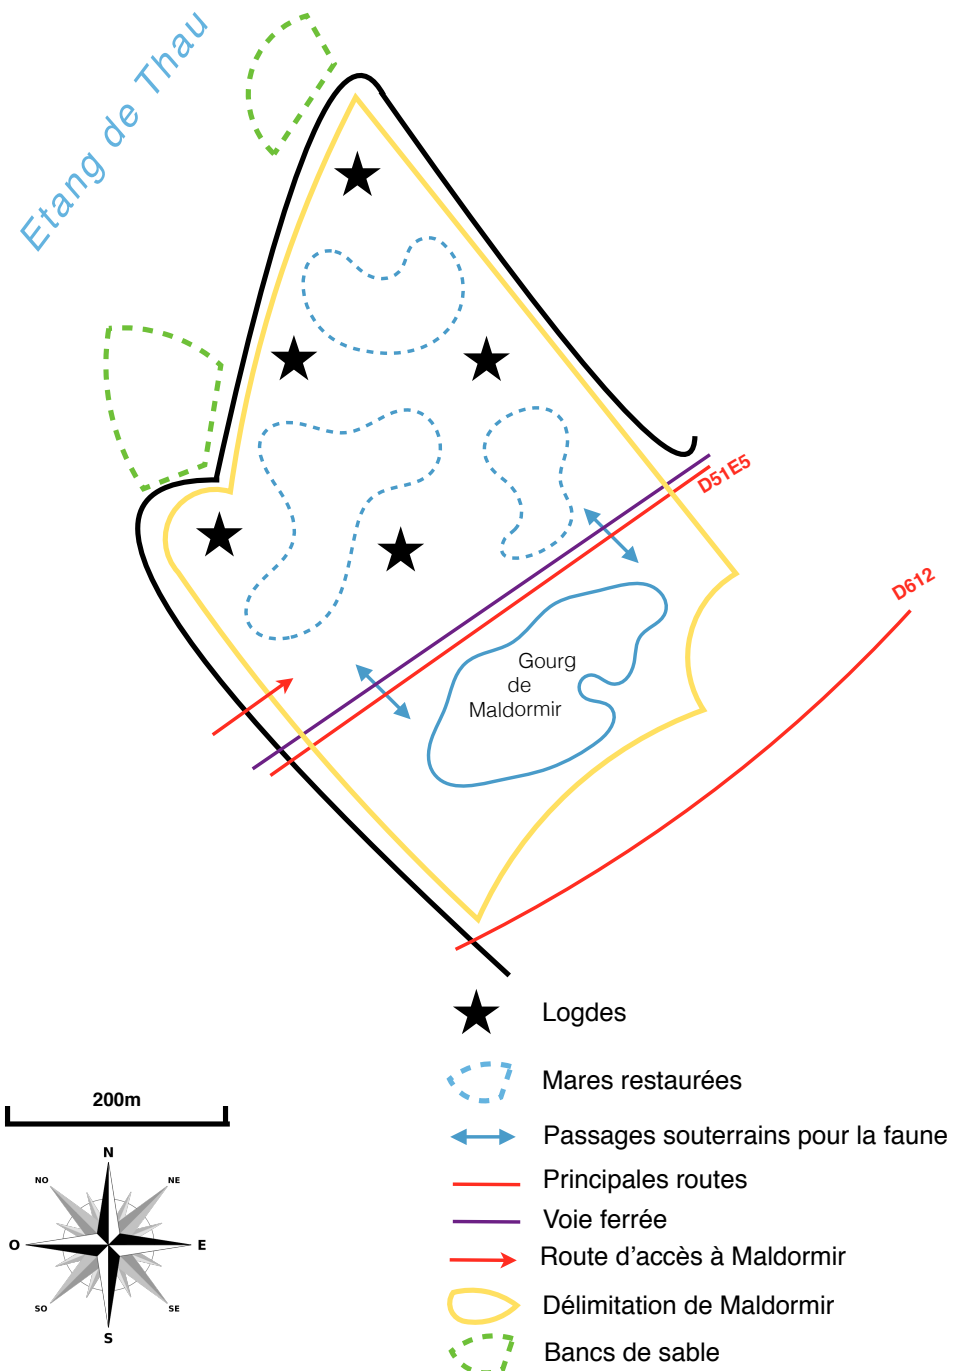 Etang de Thau
D51E5
D612
Gourg
de
Maldormir
Logdes
Mares restaurées
Passages souterrains pour la faune
Principales routes
Voie ferrée
Route d'accès à Maldormir
Délimitation de Maldormir
Bancs de sable
200m
N
NO
NE
O
E
SO
SE
S